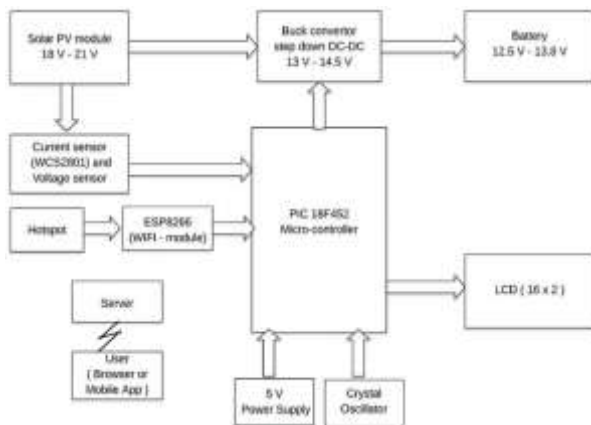 Solar PV module
18 V - 21 V
Buck convertor
step down DC-DC
13 V - 14.5 V
Battery
12.5 V - 13.8 V
Current sensor
(WCS2801) and
Voltage sensor
PIC 18F452
Micro-controller
Hotspot
ESP8266
(WIFI - module)
LCD ( 16 x 2 )
Server
User
( Browser or
Mobile App )
5 V
Power Supply
Crystal
Oscillator